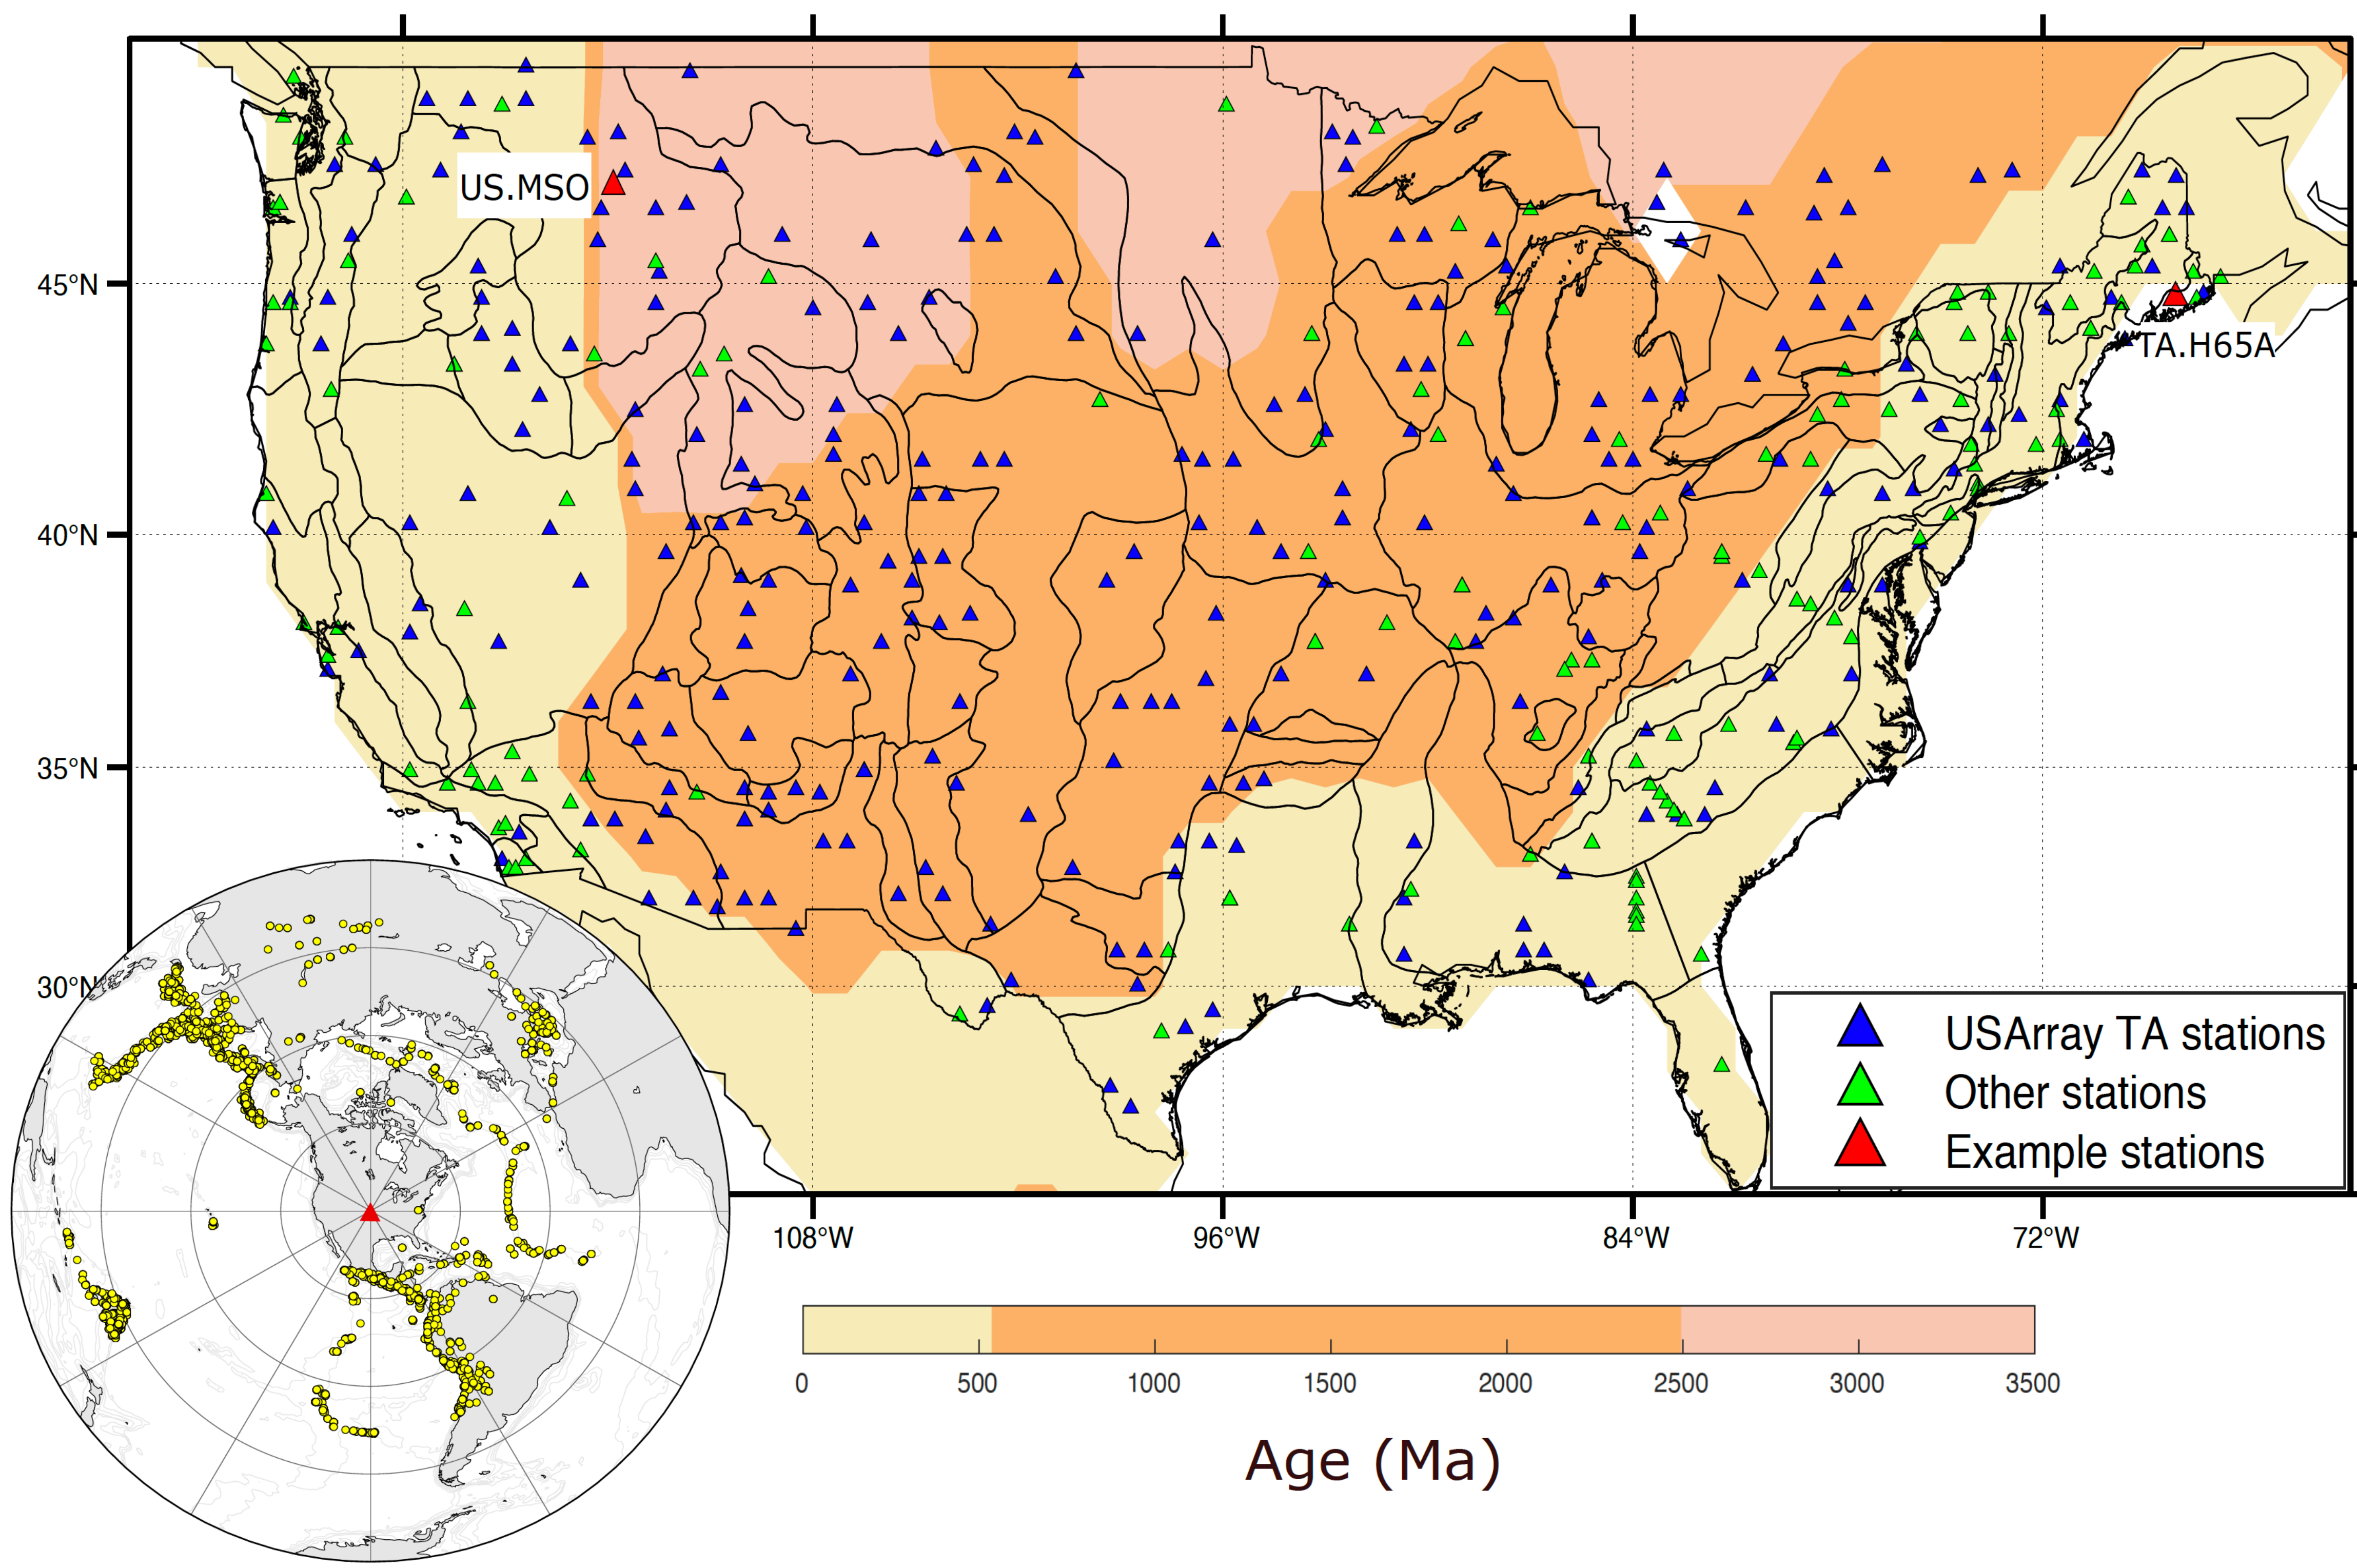 US.MSO
45°N
TA.H65A
40°N
35°N
30°N
USArray TA stations
Other stations
Example stations
108°W 96°W 84°W 72°W
0 500 1000 1500 2000 2500 3000 3500
Age (Ma)